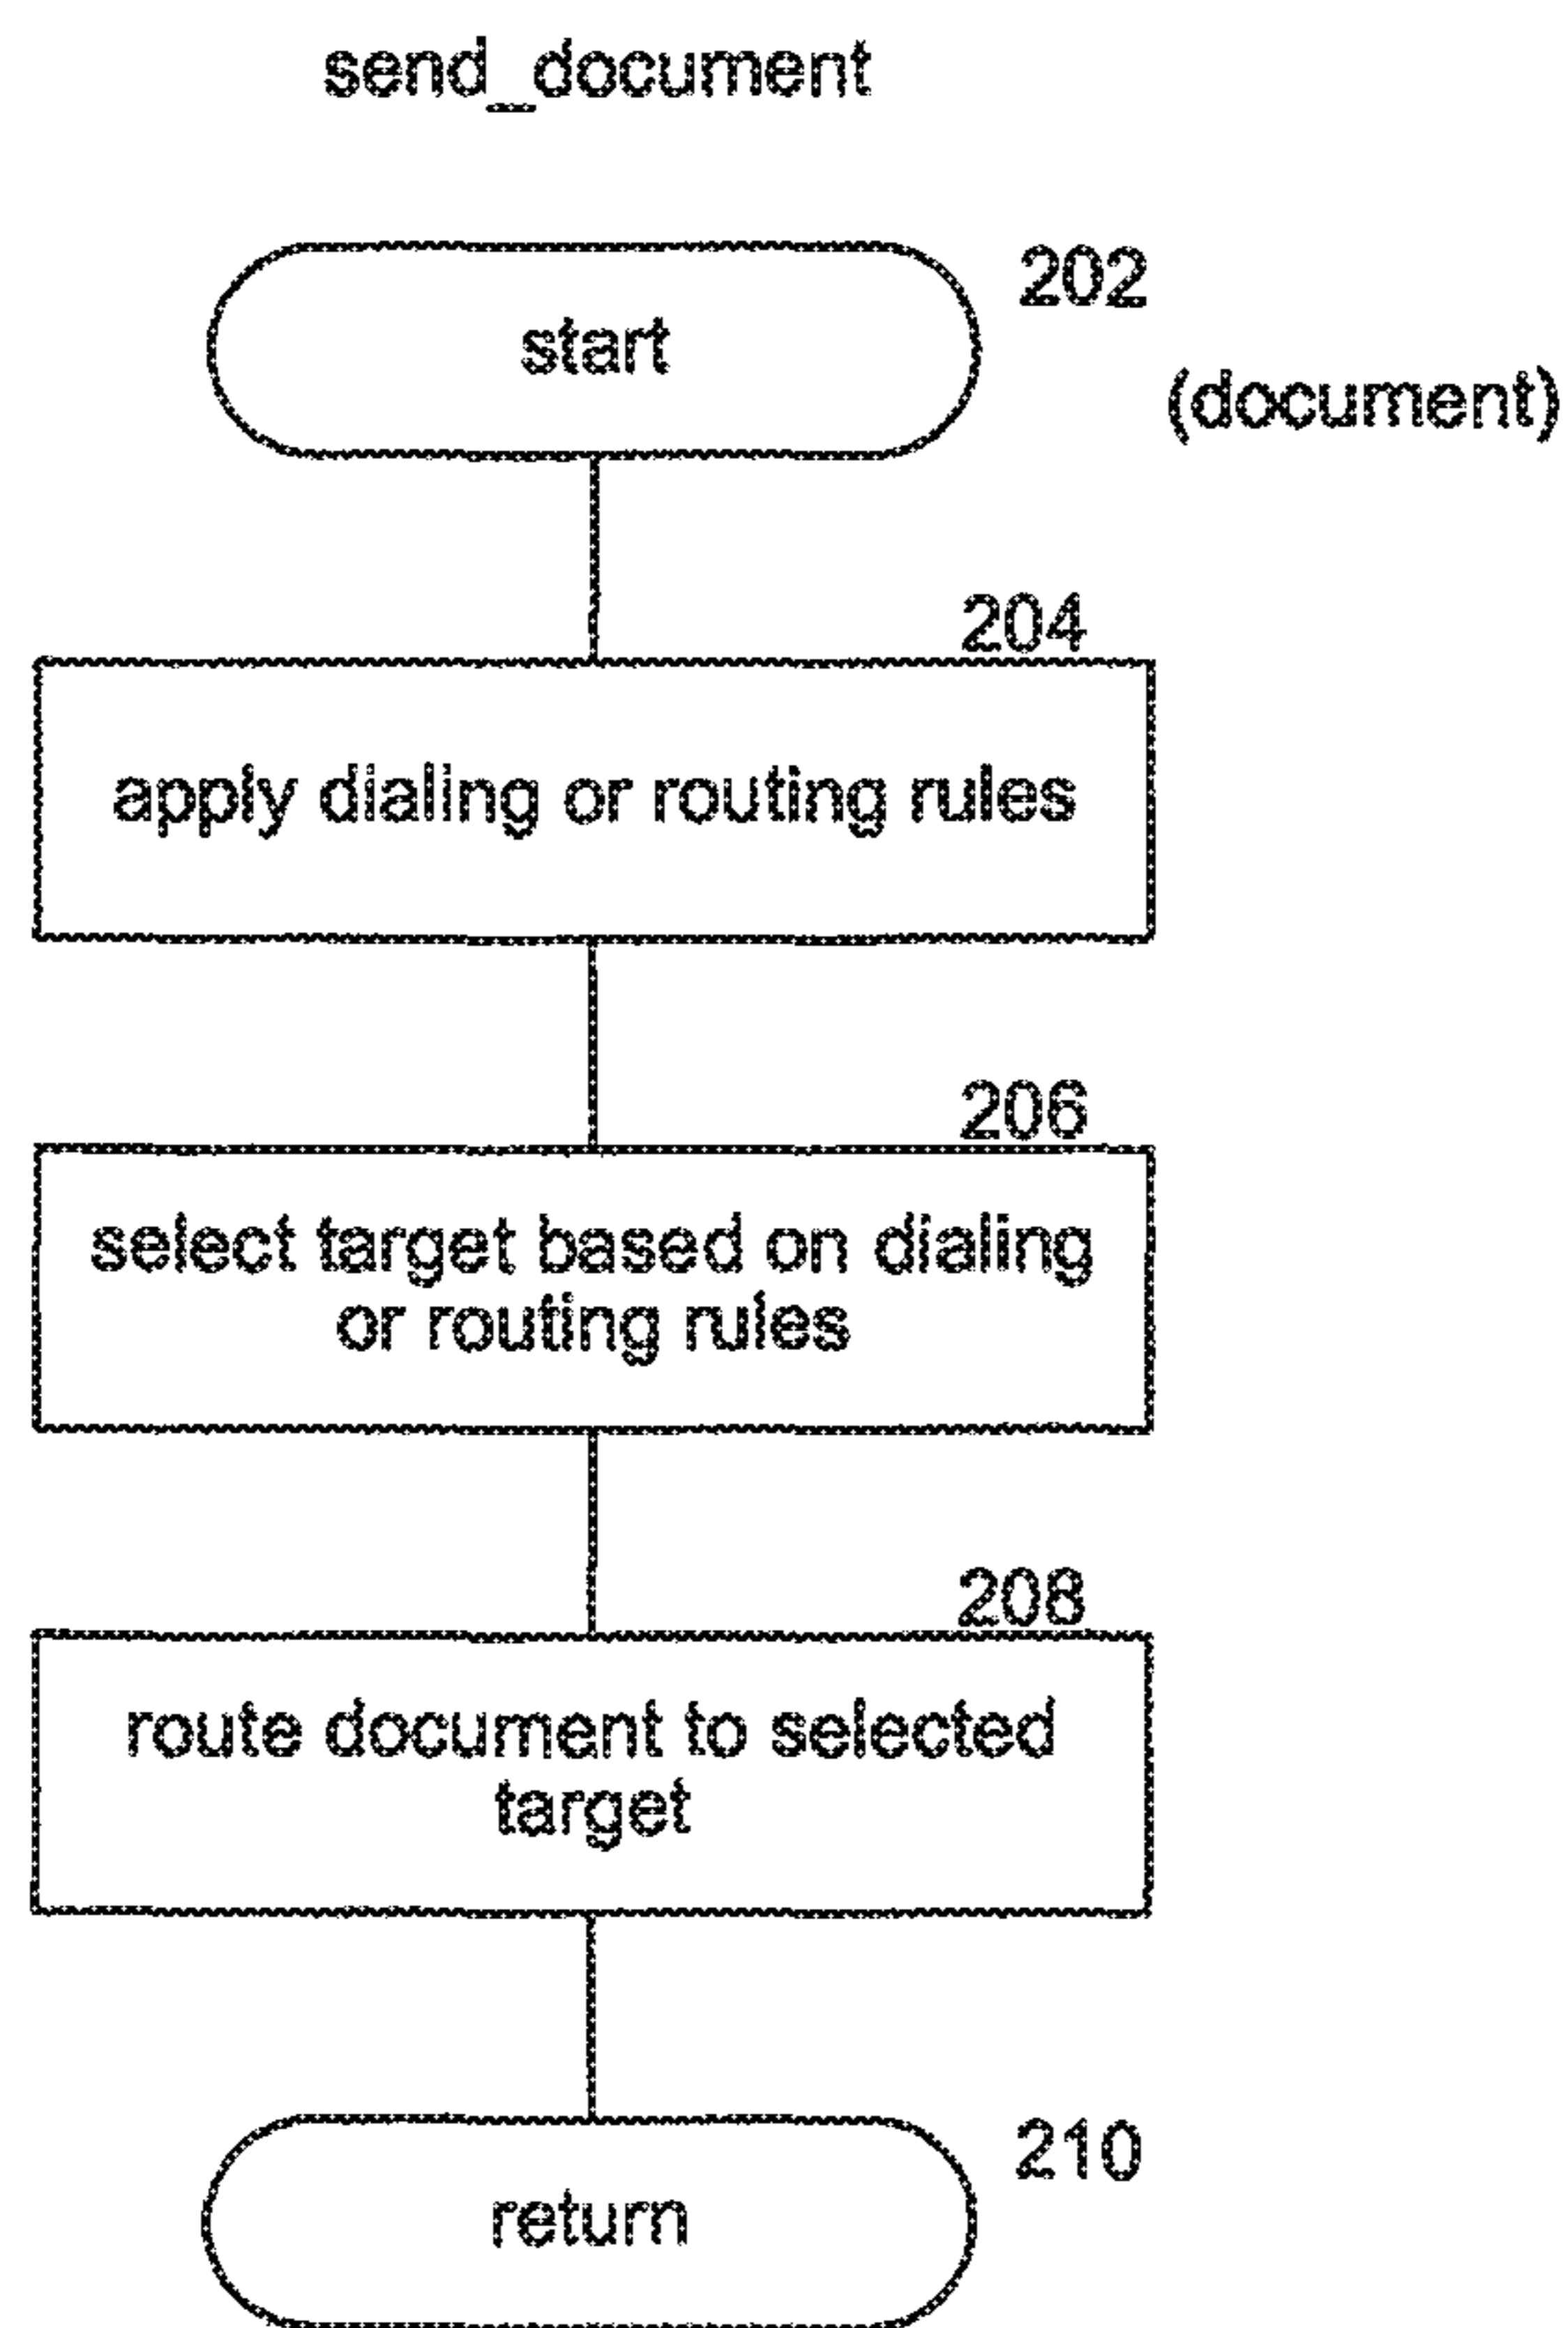 send_document
202
start
(document)
204
apply dialing or routing rules
206
select target based on dialing
or routing rules
208
route document to selected
target
210
return